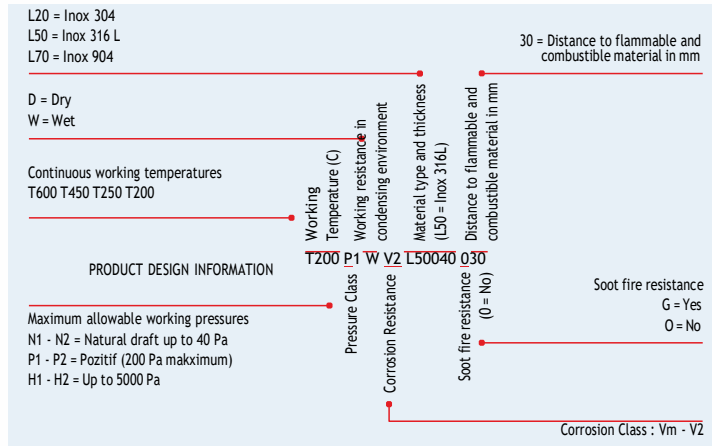 L20 = Inox 304
L50 = Inox 316 L
L70 = Inox 904
30 = Distance to flammable and
combustible material in mm
D = Dry
W = Wet
Continuous working temperatures
T600 T450 T250 T200
Working
Temperature (C)
Working resistance in
condensing environment
Material type and thickness
(L50 = Inox 316L)
Distance to flammable and
combustible material in mm
T200 P1 W V2 L50040 030
PRODUCT DESIGN INFORMATION
Pressure Class
Corrosion Resistance
Soot fire resistance
(0 = No)
Maximum allowable working pressures
N1 - N2 = Natural draft up to 40 Pa
P1 - P2 = Pozitif (200 Pa makximum)
H1 - H2 = Up to 5000 Pa
Soot fire resistance
G = Yes
O = No
Corrosion Class : Vm - V2